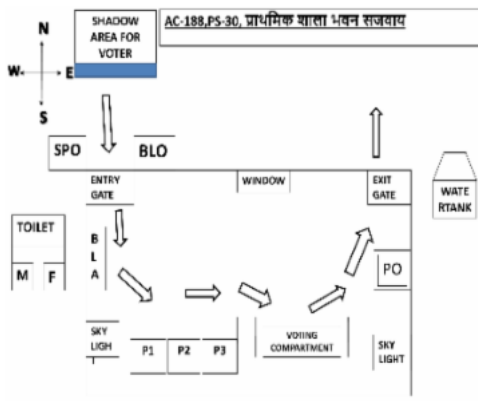 AC-188,PS-30, प्राथमिक शाला भवन सजवाय
SHADOW
AREA FOR
VOTER
N
W
E
S
SPO
BLO
ENTRY
GATE
WINDOW
EXIT
GATE
WATE
RTANK
TOILET
M
F
B
L
A
PO
SKY
LIGH
T
P1
P2
P3
VOTING
COMPARTMENT
SKY
LIGHT